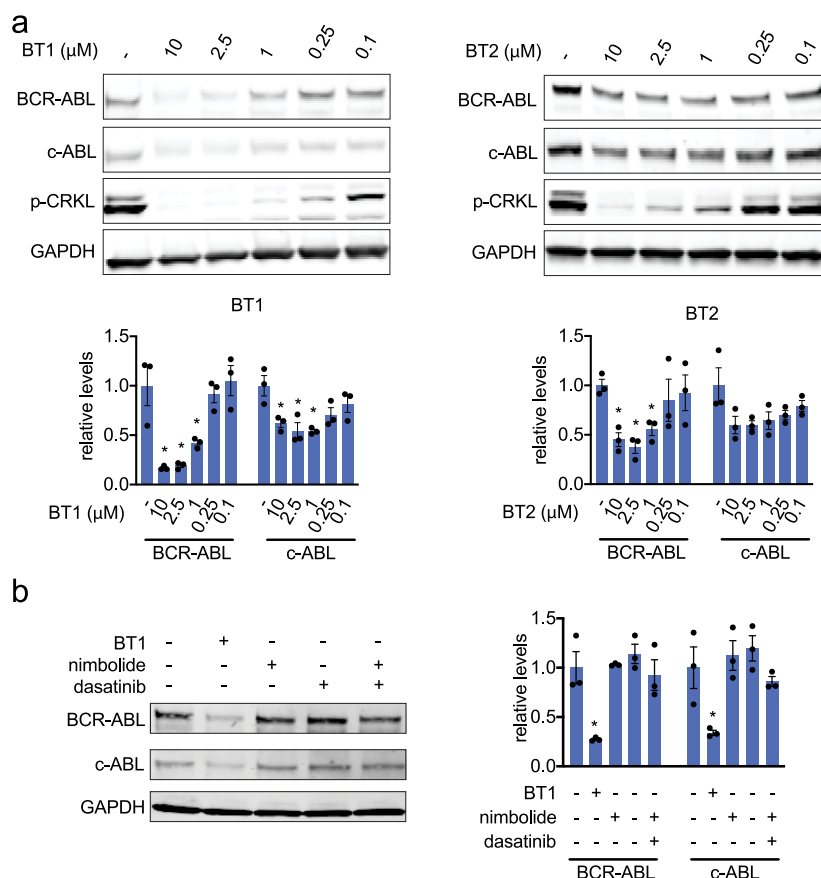 a
BT1 (µM) - 10 2.5 1 0.25 0.1
BCR-ABL
c-ABL
p-CRKL
GAPDH
BT1
relative levels
1.5
1.0
0.5
0.0
* * * * * *
BT1 (µM) - 10 2.5 1 0.25 0.1 - 10 2.5 1 0.25 0.1
BCR-ABL c-ABL
BT2 (µM) - 10 2.5 1 0.25 0.1
BCR-ABL
c-ABL
p-CRKL
GAPDH
BT2
relative levels
1.5
1.0
0.5
0.0
* * *
BT2 (µM) - 10 2.5 1 0.25 0.1 - 10 2.5 1 0.25 0.1
BCR-ABL c-ABL
b
BT1 - + - - -
nimbolide - - + - +
dasatinib - - - + +
BCR-ABL
c-ABL
GAPDH
relative levels
1.5
1.0
0.5
0.0
* *
BT1 - + - - - - + - - -
nimbolide - - + - + - - + - +
dasatinib - - - - + - - - - +
BCR-ABL c-ABL